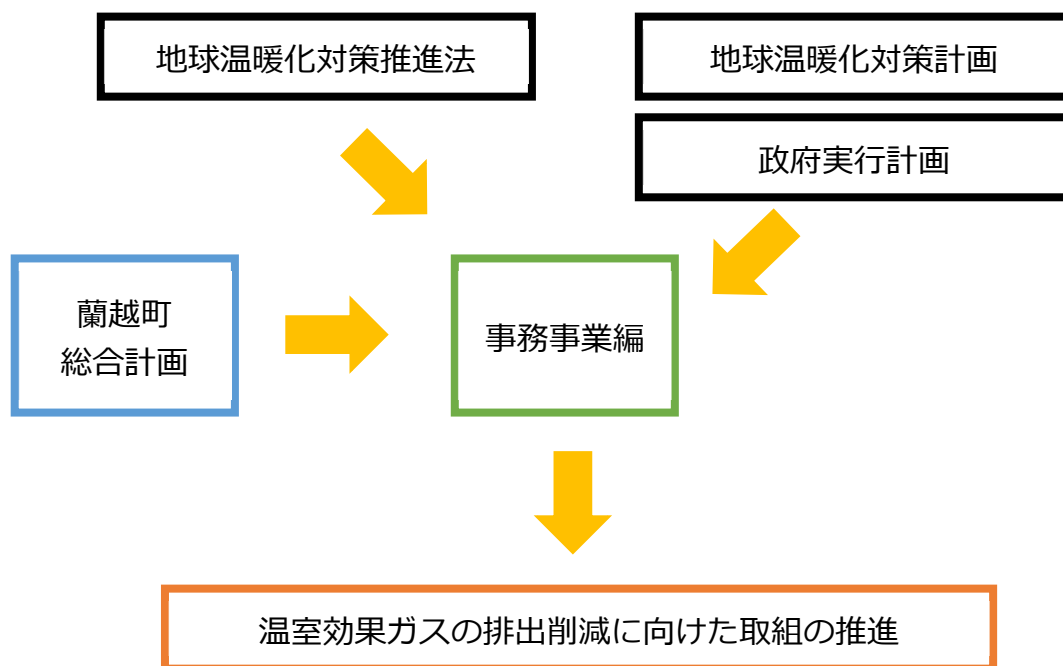 地球温暖化対策推進法
地球温暖化対策計画
政府実行計画
蘭越町
総合計画
事務事業編
温室効果ガスの排出削減に向けた取組の推進